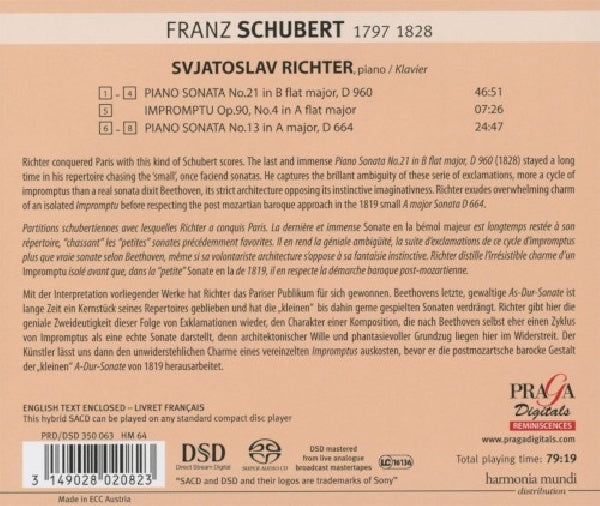 FRANZ SCHUBERT 1797 1828
SVJATOSLAV RICHTER, piano / Klavier
1 – 4 PIANO SONATA No.21 in B flat major, D 960 46:51
5 IMPROMPTU Op.90, No.4 in A flat major 07:26
6 – 8 PIANO SONATA No.13 in A major, D 664 24:47
Richter conquered Paris with this kind of Schubert scores. The last and immense Piano Sonata No.21 in B flat major, D 960 (1828) stayed a long
time in his repertoire chasing the ‘small’, once faciend sonatas. He captures the brillant ambiguity of these serie of exclamations, more a cycle of
impromptus than a real sonata dixit Beethoven, its strict architecture opposing its instinctive imaginativess. Richter exudes overwhelming charm
of an isolated Impromptu before respecting the post mozartian baroque approach in the 1819 small A major Sonata D 664.
Partitions schubertiennes avec lesquelles Richter a conquis Paris. La dernière et immense Sonate en la bémol majeur est longtemps restée à son
répertoire, "chassant" les "petites" sonates précédemment favorites. Il en rend la géniale ambiguïté, la suite d'exclamations de ce cycle d'impromptus
plus que vraie sonate selon Beethoven, même si sa volontariste architecture s'oppose à sa fantaisie instinctive. Richter distille l'irrésistible charme d'un
Impromptu isolé avant que, dans la "petite" Sonate en la de 1819, il en respecte la démarche baroque post-mozartienne.
Mit der Interpretation vorliegender Werke hat Richter das Pariser Publikum für sich gewonnen. Beethovens letzte, gewaltige As-Dur-Sonate ist
lange Zeit ein Kernstück seines Repertoires geblieben und hat die „kleinen“ bis dahin gerne gespielten Sonaten verdrängt. Richter gibt hier die
geniale Zweideutigkeit dieser Folge von Exklamationen wieder, den Charakter einer Komposition, die nach Beethoven selbst eher einen Zyklus
von Impromptus als eine echte Sonate darstellt, denn architektonischer Wille und phantasievoller Grundzug liegen hier im Widerstreit. Der
Künstler lässt uns dann den unwiderstehlichen Charme eines vereinzelten Impromptus auskosten, bevor er die postmozartsche barocke Gestalt
der „kleinen“ A-Dur-Sonate von 1819 herausarbeitet.
ENGLISH TEXT ENCLOSED – LIVRET FRANÇAIS
This hybrid SACD can be played on any standard compact disc player
PRD/DSD 350 063 HM 64
3 149028 020823
Made in ECC Austria
DSD
Direct Stream Digital
SUPER AUDIO CD
DSD mastered
from live analogue
broadcast mastertapes
LC 16136
"SACD and DSD and their logos are trademarks of Sony"
PRAGA
Digitals
REMINISCENCES
www.pragadigitals.com
Total playing time: 79:19
harmonia mundi
distribution